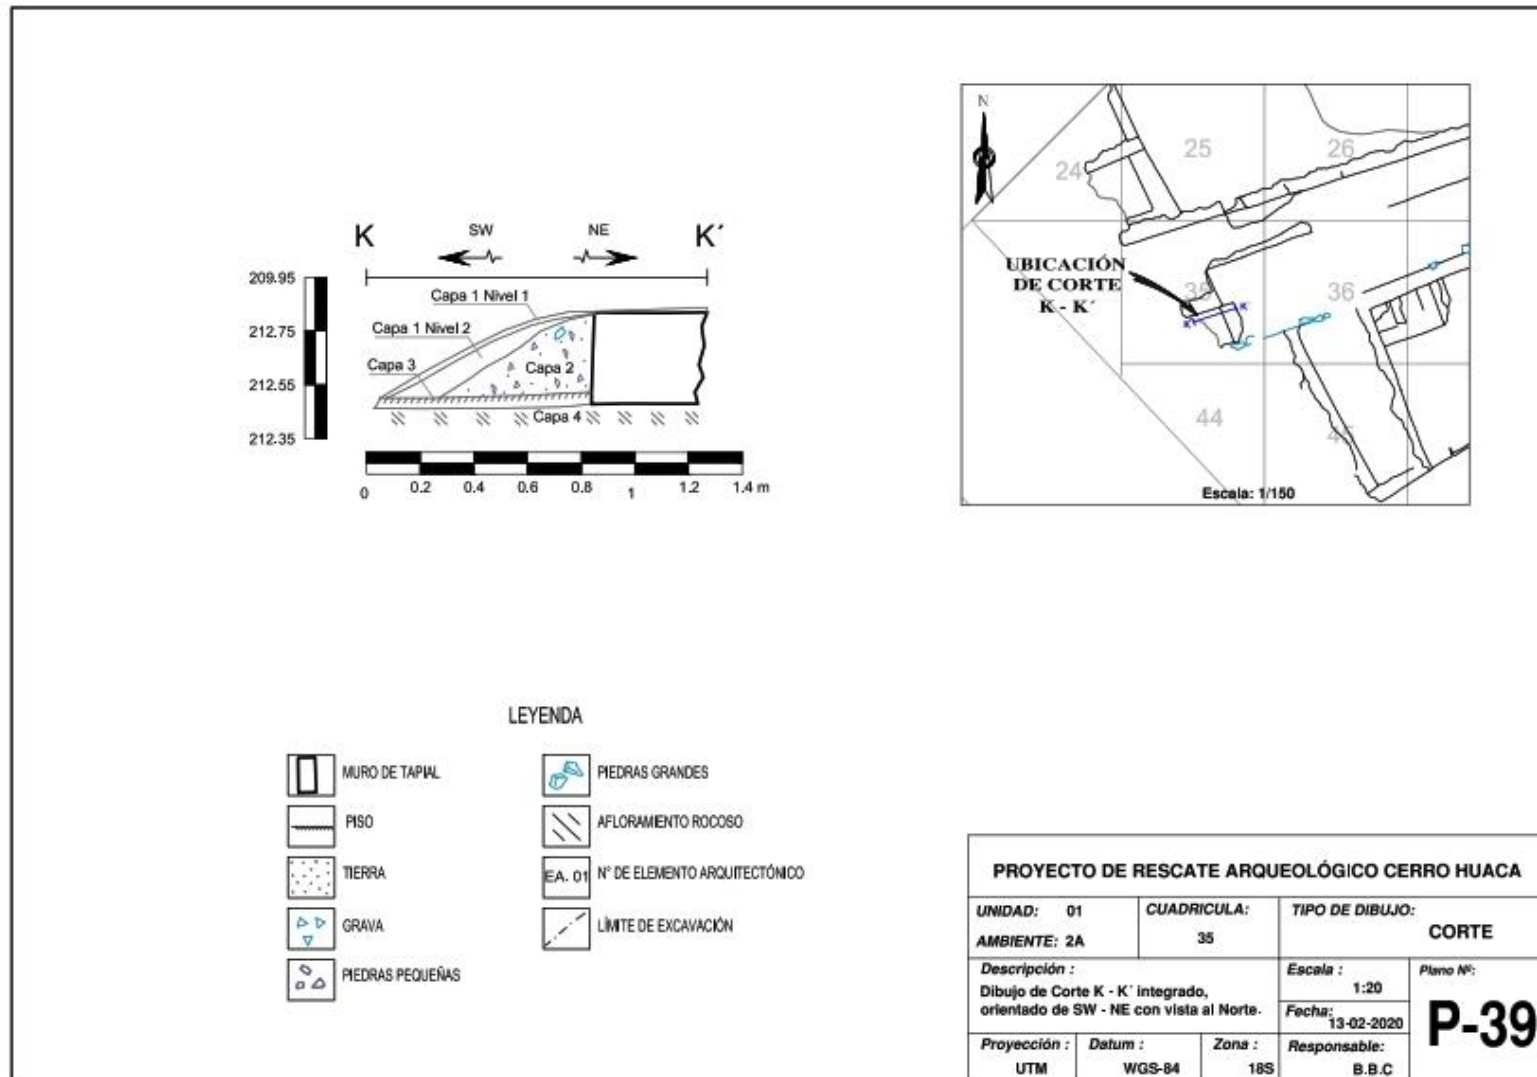 K
SW
NE
K´
209.95
212.75
212.55
212.35
Capa 1 Nivel 1
Capa 1 Nivel 2
Capa 3
Capa 2
Capa 4
0 0.2 0.4 0.6 0.8 1 1.2 1.4 m
N
24
25
26
UBICACIÓN
DE CORTE
K - K´
35
36
K
K´
44
45
Escala: 1/150
LEYENDA
MURO DE TAPIAL
PISO
TIERRA
GRAVA
PIEDRAS PEQUEÑAS
PIEDRAS GRANDES
AFLORAMIENTO ROCOSO
EA. 01 N° DE ELEMENTO ARQUITECTÓNICO
LÍMITE DE EXCAVACIÓN
PROYECTO DE RESCATE ARQUEOLÓGICO CERRO HUACA
UNIDAD: 01
AMBIENTE: 2A
CUADRICULA:
35
TIPO DE DIBUJO:
CORTE
Descripción :
Dibujo de Corte K - K´ integrado,
orientado de SW - NE con vista al Norte.
Escala :
1:20
Fecha:
13-02-2020
Plano Nº:
P-39
Proyección :
UTM
Datum :
WGS-84
Zona :
18S
Responsable:
B.B.C